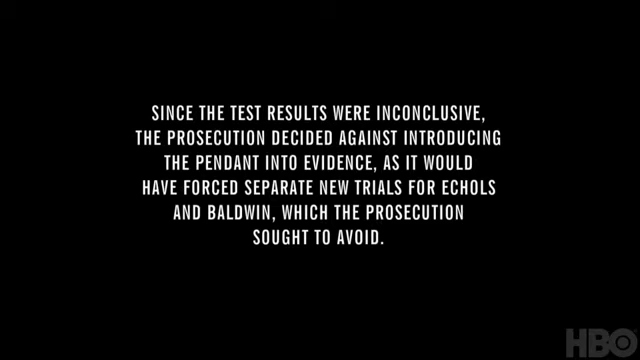 SINCE THE TEST RESULTS WERE INCONCLUSIVE,
THE PROSECUTION DECIDED AGAINST INTRODUCING
THE PENDANT INTO EVIDENCE, AS IT WOULD
HAVE FORCED SEPARATE NEW TRIALS FOR ECHOLS
AND BALDWIN, WHICH THE PROSECUTION
SOUGHT TO AVOID.
HBO